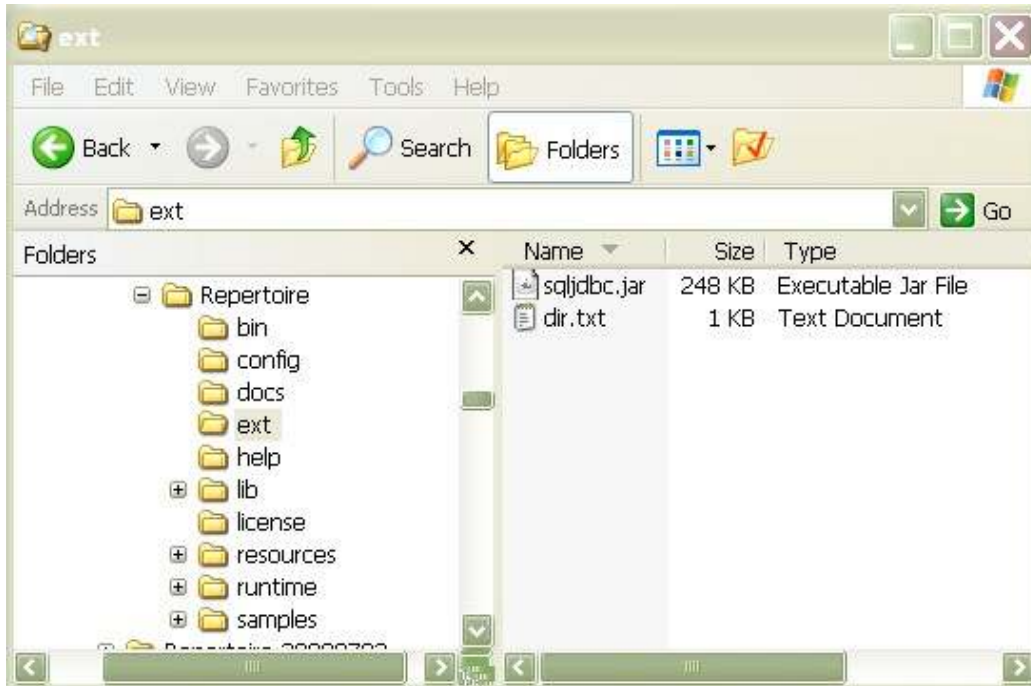 ext
File Edit View Favorites Tools Help
Back Search Folders
Address ext Go
Folders
Name Size Type
sqljdbc.jar 248 KB Executable Jar File
dir.txt 1 KB Text Document
Repertoire
bin
config
docs
ext
help
lib
license
resources
runtime
samples